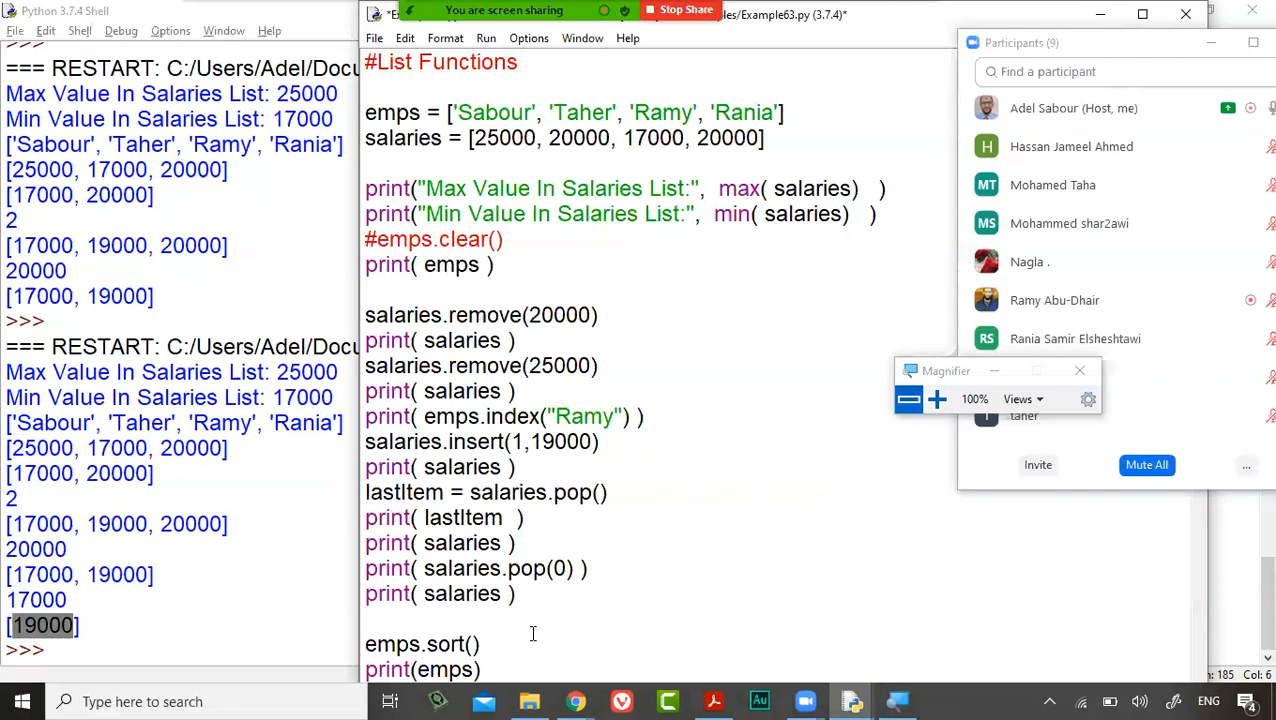 Python 3.7.4 Shell
File Edit Shell Debug Options Window Help
>>>
=== RESTART: C:/Users/Adel/Docu
Max Value In Salaries List: 25000
Min Value In Salaries List: 17000
['Sabour', 'Taher', 'Ramy', 'Rania']
[25000, 17000, 20000]
[17000, 20000]
2
[17000, 19000, 20000]
20000
[17000, 19000]
>>>
=== RESTART: C:/Users/Adel/Docu
Max Value In Salaries List: 25000
Min Value In Salaries List: 17000
['Sabour', 'Taher', 'Ramy', 'Rania']
[25000, 17000, 20000]
[17000, 20000]
2
[17000, 19000, 20000]
20000
[17000, 19000]
17000
[19000]
>>>
You are screen sharing
Stop Share
les/Example63.py (3.7.4)*
File Edit Format Run Options Window Help
#List Functions
emps = ['Sabour', 'Taher', 'Ramy', 'Rania']
salaries = [25000, 20000, 17000, 20000]
print("Max Value In Salaries List:", max( salaries) )
print("Min Value In Salaries List:", min( salaries) )
#emps.clear()
print( emps )
salaries.remove(20000)
print( salaries )
salaries.remove(25000)
print( salaries )
print( emps.index("Ramy") )
salaries.insert(1,19000)
print( salaries )
lastItem = salaries.pop()
print( lastItem )
print( salaries )
print( salaries.pop(0) )
print( salaries )
emps.sort()
print(emps)
Participants (9)
Find a participant
Adel Sabour (Host, me)
H Hassan Jameel Ahmed
MT Mohamed Taha
MS Mohammed shar2awi
Nagla .
Ramy Abu-Dhair
RS Rania Samir Elsheshtawi
Magnifier
100% Views
taher
Invite
Mute All
...
Ln: 185 Col: 6
Type here to search
Au
ENG
4